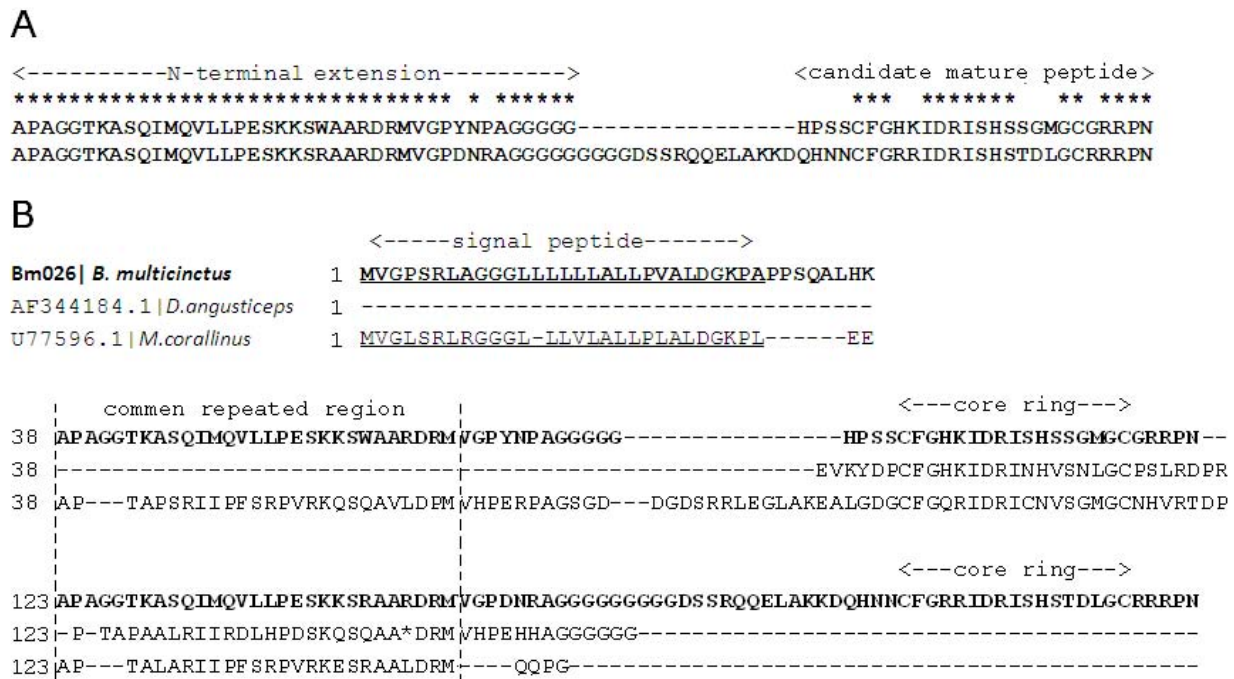 A
<----------N-terminal extension--------->                <candidate mature peptide>
******************************** * ****** *** ******* ** ****
APAGGTKASQIMQVLLPESKKSWAARDRMVGPYNPAGGGGG----------------HPSSCFGHKIDRISHSSGMGCGRRPN
APAGGTKASQIMQVLLPESKKSRAARDRMVGPDNRAGGGGGGGGGGDSSRQQELAKKDQHNNCFGRRIDRISHSTDLGCRRRPN
B
<-----signal peptide------->
Bm026| B. multicinctus 1 MVGPSRLAGGGLLLLLLALLPVALDGKPAPPSQALHK
AF344184.1|D.angusticeps 1 -------------------------------------
U77596.1|M.corallinus 1 MVGLSRLRGGGL-LLVLALLPLALDGKPL------EE
commen repeated region <---core ring--->
38 APAGGTKASQIMQVLLPESKKSWAARDRMVGPYNPAGGGGG----------------HPSSCFGHKIDRISHSSGMGCGRRPN--
38 -------------------------------------------------------EVKYDPCFGHKIDRINHVSNLGCPSLRDPR
38 AP---TAPSRIIPFSRPVRKQSQAVLDPMVHPERPAGSGD---DGDSRRLEGLAKEALGDGCFGQRIDRICNVSGMGCNHVRTDP
<---core ring--->
123 APAGGTKASQIMQVLLPESKKSRAARDRMVGPDNRAGGGGGGGGGGDSSRQQELAKKDQHNNCFGRRIDRISHSTDLGCRRRPN
123 -P-TAPAALRIIRDLHPDSKQSQAA*DRMVHPEHHAGGGGGG-----------------------------------------
123 AP---TALARIIPFSRPVRKESRAALDRM----QQPG----------------------------------------------